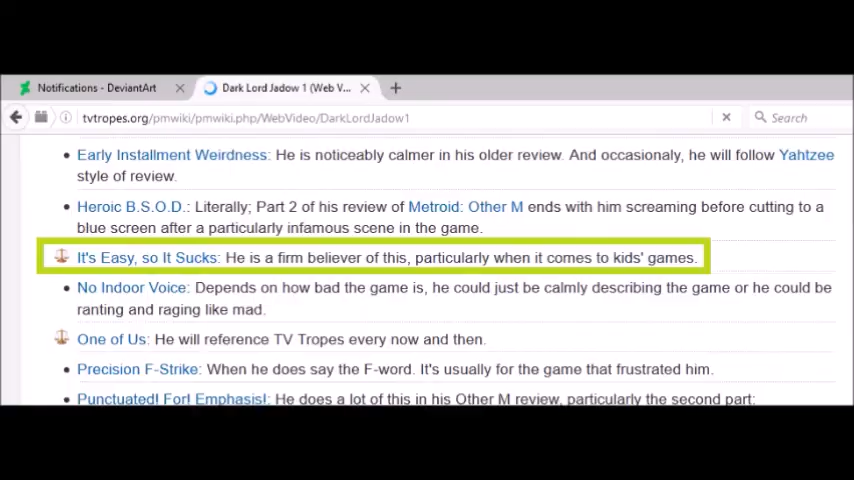 Notifications - DeviantArt
Dark Lord Jadow 1 (Web V...
tvtropes.org/pmwiki/pmwiki.php/WebVideo/DarkLordJadow1
Search
Early Installment Weirdness: He is noticeably calmer in his older review. And occasionaly, he will follow Yahtzee
style of review.
Heroic B.S.O.D.: Literally; Part 2 of his review of Metroid: Other M ends with him screaming before cutting to a
blue screen after a particularly infamous scene in the game.
It's Easy, so It Sucks: He is a firm believer of this, particularly when it comes to kids' games.
No Indoor Voice: Depends on how bad the game is, he could just be calmly describing the game or he could be
ranting and raging like mad.
One of Us: He will reference TV Tropes every now and then.
Precision F-Strike: When he does say the F-word. It's usually for the game that frustrated him.
Punctuated! For! Emphasis!: He does a lot of this in his Other M review, particularly the second part: